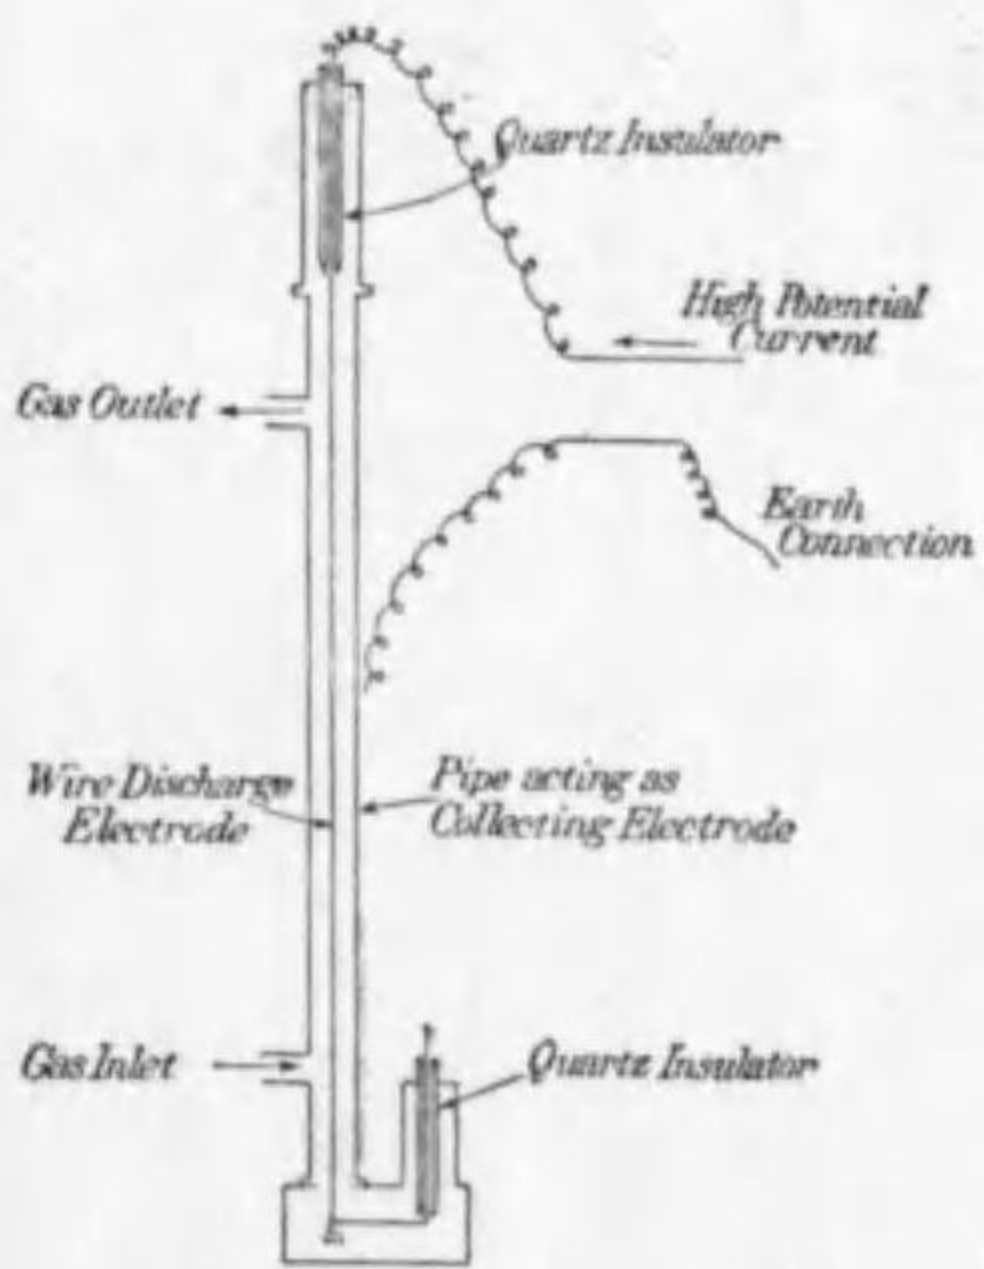 Quartz Insulator
High Potential
Current
Gas Outlet
Earth
Connection
Wire Discharge
Electrode
Pipe acting as
Collecting Electrode
Gas Inlet
Quartz Insulator